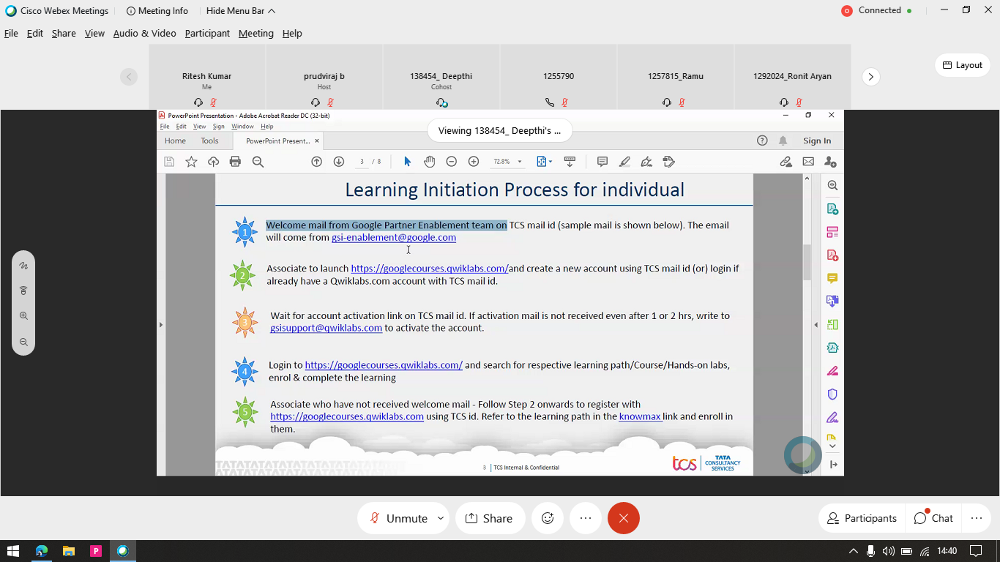 Cisco Webex Meetings
Meeting Info
Hide Menu Bar
Connected
File Edit Share View Audio & Video Participant Meeting Help
Ritesh Kumar
Me
prudviraj b
Host
138454_ Deepthi
Cohost
1255790
1257815_Ramu
1292024_Ronit Aryan
Layout
PowerPoint Presentation - Adobe Acrobat Reader DC (32-bit)
File Edit View Sign Window Help
Viewing 138454_ Deepthi's ...
Home Tools PowerPoint Present... × Sign In
3 / 8 72.8%
Learning Initiation Process for individual
1
Welcome mail from Google Partner Enablement team on TCS mail id (sample mail is shown below). The email
will come from gsi-enablement@google.com
2
Associate to launch https://googlecourses.qwiklabs.com/and create a new account using TCS mail id (or) login if
already have a Qwiklabs.com account with TCS mail id.
3
Wait for account activation link on TCS mail id. If activation mail is not received even after 1 or 2 hrs, write to
gsisupport@qwiklabs.com to activate the account.
4
Login to https://googlecourses.qwiklabs.com/ and search for respective learning path/Course/Hands-on labs,
enrol & complete the learning
5
Associate who have not received welcome mail - Follow Step 2 onwards to register with
https://googlecourses.qwiklabs.com using TCS id. Refer to the learning path in the knowmax link and enroll in
them.
3 TCS Internal & Confidential
tcs TATA
CONSULTANCY
SERVICES
Unmute
Share
Participants
Chat
P
14:40